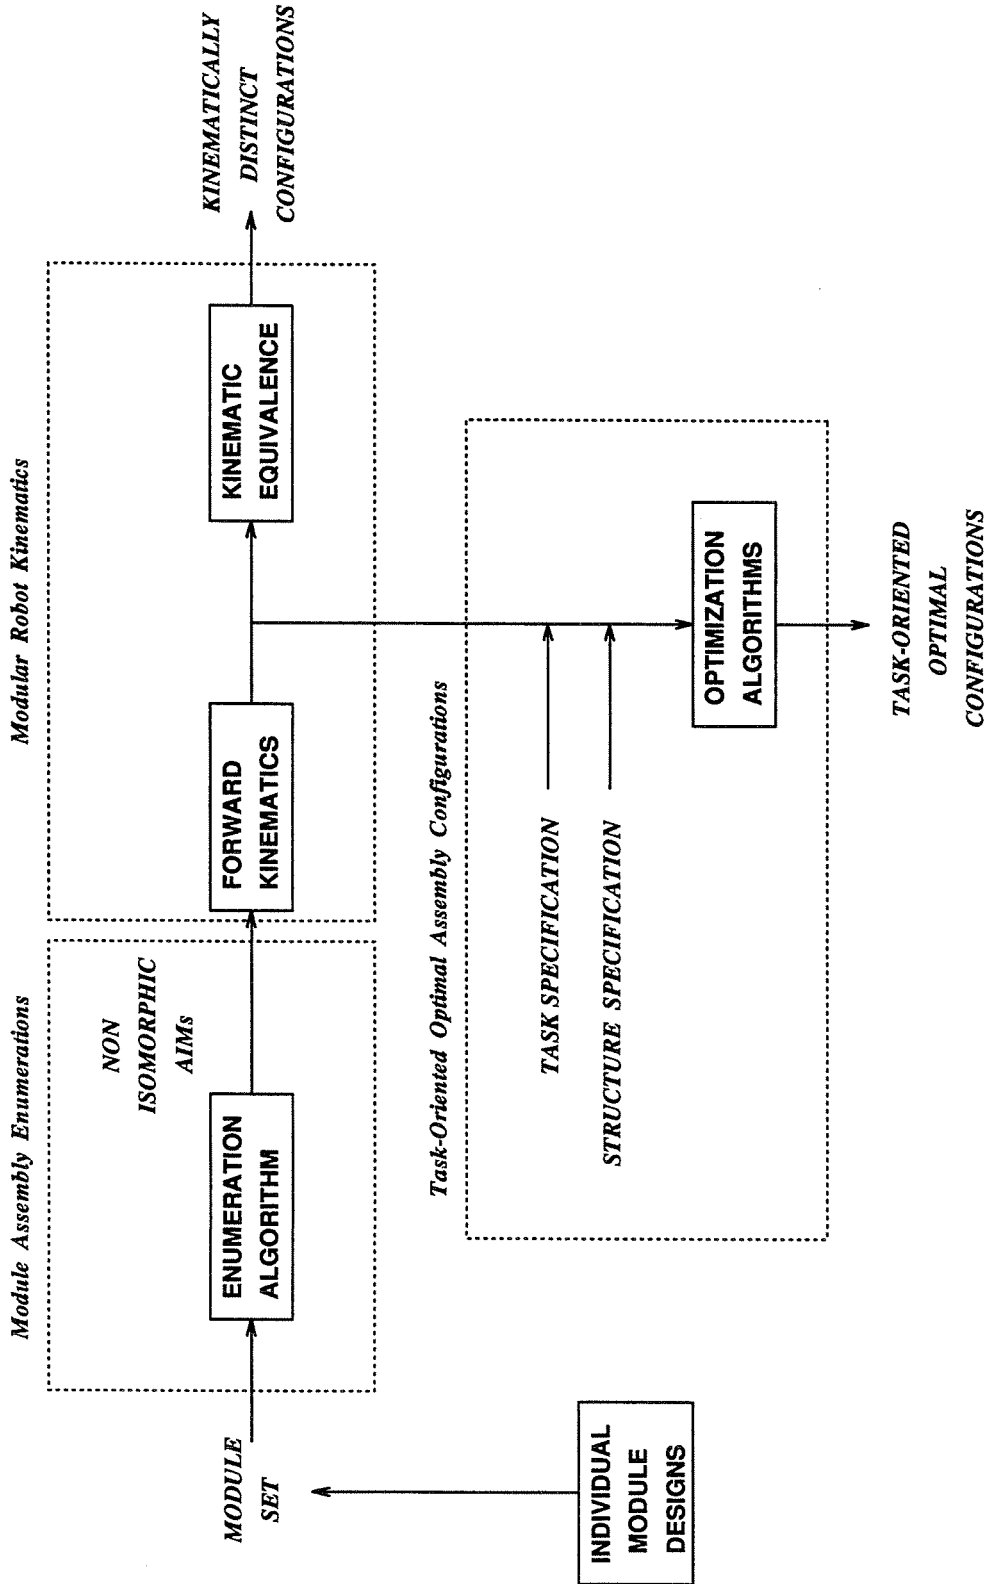 Module Assembly Enumerations
Modular Robot Kinematics
NON
ISOMORPHIC
AIMs
MODULE
SET
ENUMERATION
ALGORITHM
FORWARD
KINEMATICS
KINEMATIC
EQUIVALENCE
KINEMATICALLY
DISTINCT
CONFIGURATIONS
Task-Oriented Optimal Assembly Configurations
TASK SPECIFICATION
STRUCTURE SPECIFICATION
INDIVIDUAL
MODULE
DESIGNS
OPTIMIZATION
ALGORITHMS
TASK-ORIENTED
OPTIMAL
CONFIGURATIONS